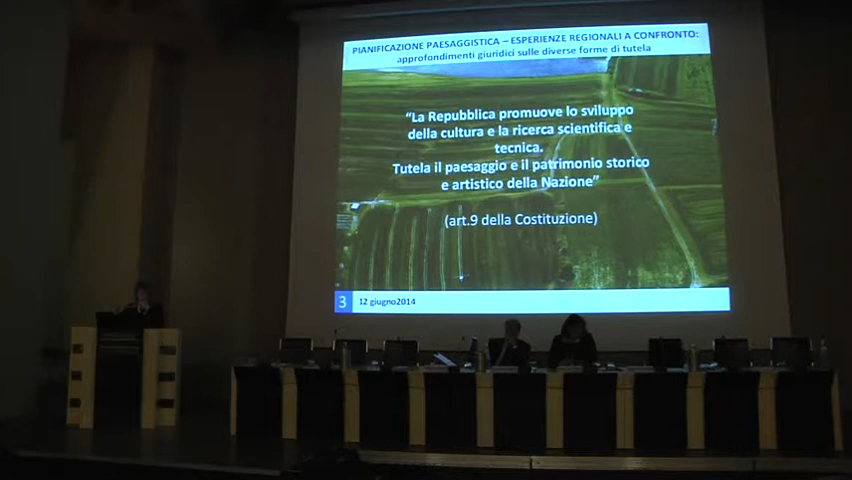 PIANIFICAZIONE PAESAGGISTICA – ESPERIENZE REGIONALI A CONFRONTO:
approfondimenti giuridici sulle diverse forme di tutela
“La Repubblica promuove lo sviluppo
della cultura e la ricerca scientifica e
tecnica.
Tutela il paesaggio e il patrimonio storico
e artistico della Nazione”
(art.9 della Costituzione)
3 12 giugno2014